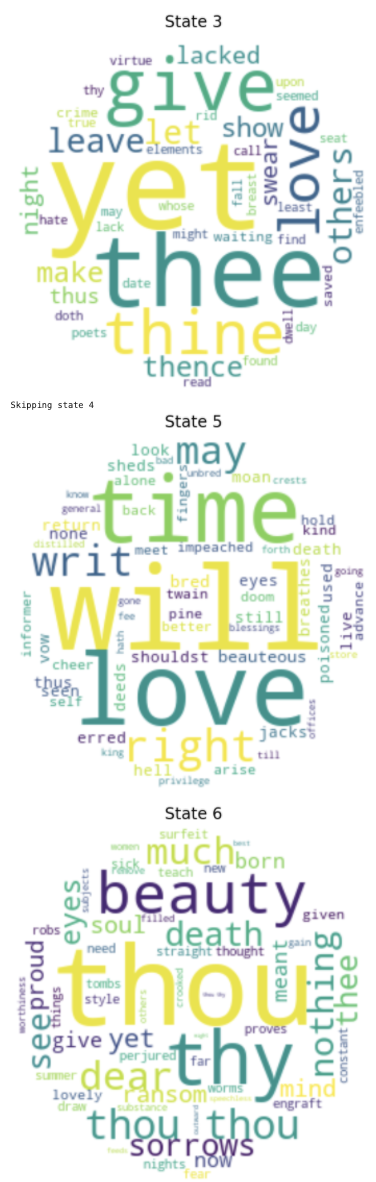 State 3
virtue
lacked
thy
give
upon
seemed
crime
true
rid
leave
let
show
love
elements
call
seat
night
yet
swear
others
enfeebled
hate
may
whose
fall
breast
least
lack
might
waiting
find
thee
make
date
saved
thus
doth
thine
dwell
day
poets
thence
found
read
Skipping state 4
State 5
look
bad
may
sheds
unbred
moan
crests
alone
fingers
know
time
general
back
hold
return
kind
none
writ
meet
impeached
forth
death
distilled
will
bred
eyes
breathes
going
used
advance
gone
twain
doom
live
informer
fee
pine
still
poisoned
vow
better
blessings
hath
store
cheer
love
shouldst
beauteous
thus
seen
deeds
self
offices
erred
right
jacks
king
till
hell
arise
privilege
State 6
surfeit
women
much
best
sick
remove
teach
new
born
eyes
subjects
beauty
filled
given
soul
death
robs
need
straight
thought
meant
gain
nothing
worthiness
proud
thou
thee
see
things
tombs
style
others
crooked
thou thy
give
yet
thy
proves
constant
perjured
far
night
summer
dear
worms
mind
lovely
ransom
speechless
engraft
draw
substance
thou thou
outward
sorrows
feeds
nights
now
fear